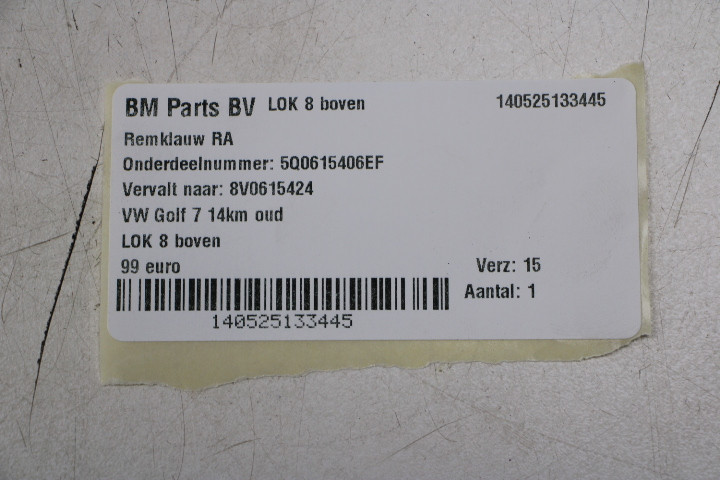 BM Parts BV LOK 8 boven 140525133445
Remklauw RA
Onderdeelnummer: 5Q0615406EF
Vervalt naar: 8V0615424
VW Golf 7 14km oud
LOK 8 boven
99 euro Verz: 15
Aantal: 1
140525133445